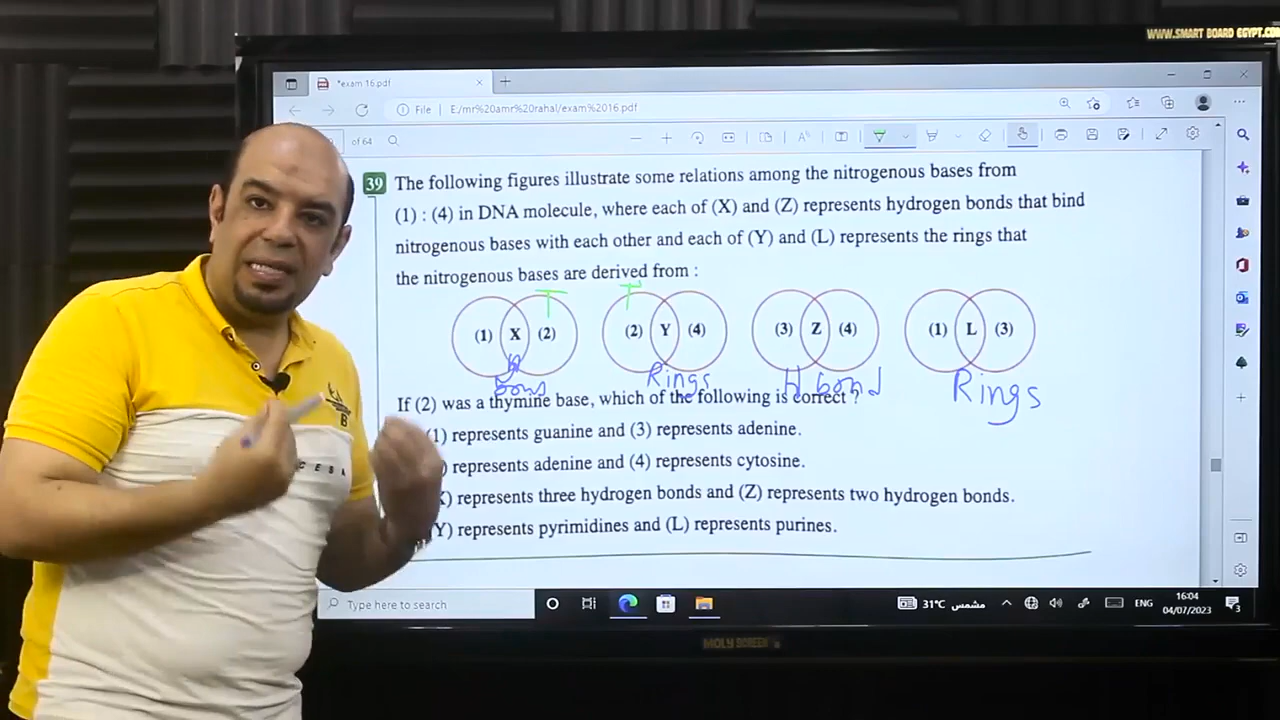 WWW.SMART BOARD EGYPT.COM
*exam 16.pdf
File E:/mr%20amr%20rahal/exam%2016.pdf
of 64
39 The following figures illustrate some relations among the nitrogenous bases from
(1) : (4) in DNA molecule, where each of (X) and (Z) represents hydrogen bonds that bind
nitrogenous bases with each other and each of (Y) and (L) represents the rings that
the nitrogenous bases are derived from :
T T
(1) X (2) (2) Y (4) (3) Z (4) (1) L (3)
Rings H bond Rings
If (2) was a thymine base, which of the following is correct ?
1) represents guanine and (3) represents adenine.
) represents adenine and (4) represents cytosine.
X) represents three hydrogen bonds and (Z) represents two hydrogen bonds.
(Y) represents pyrimidines and (L) represents purines.
CESA
B
Type here to search
31°C مشمس
ENG
16:04
04/07/2023
3
MOLY SCREEN